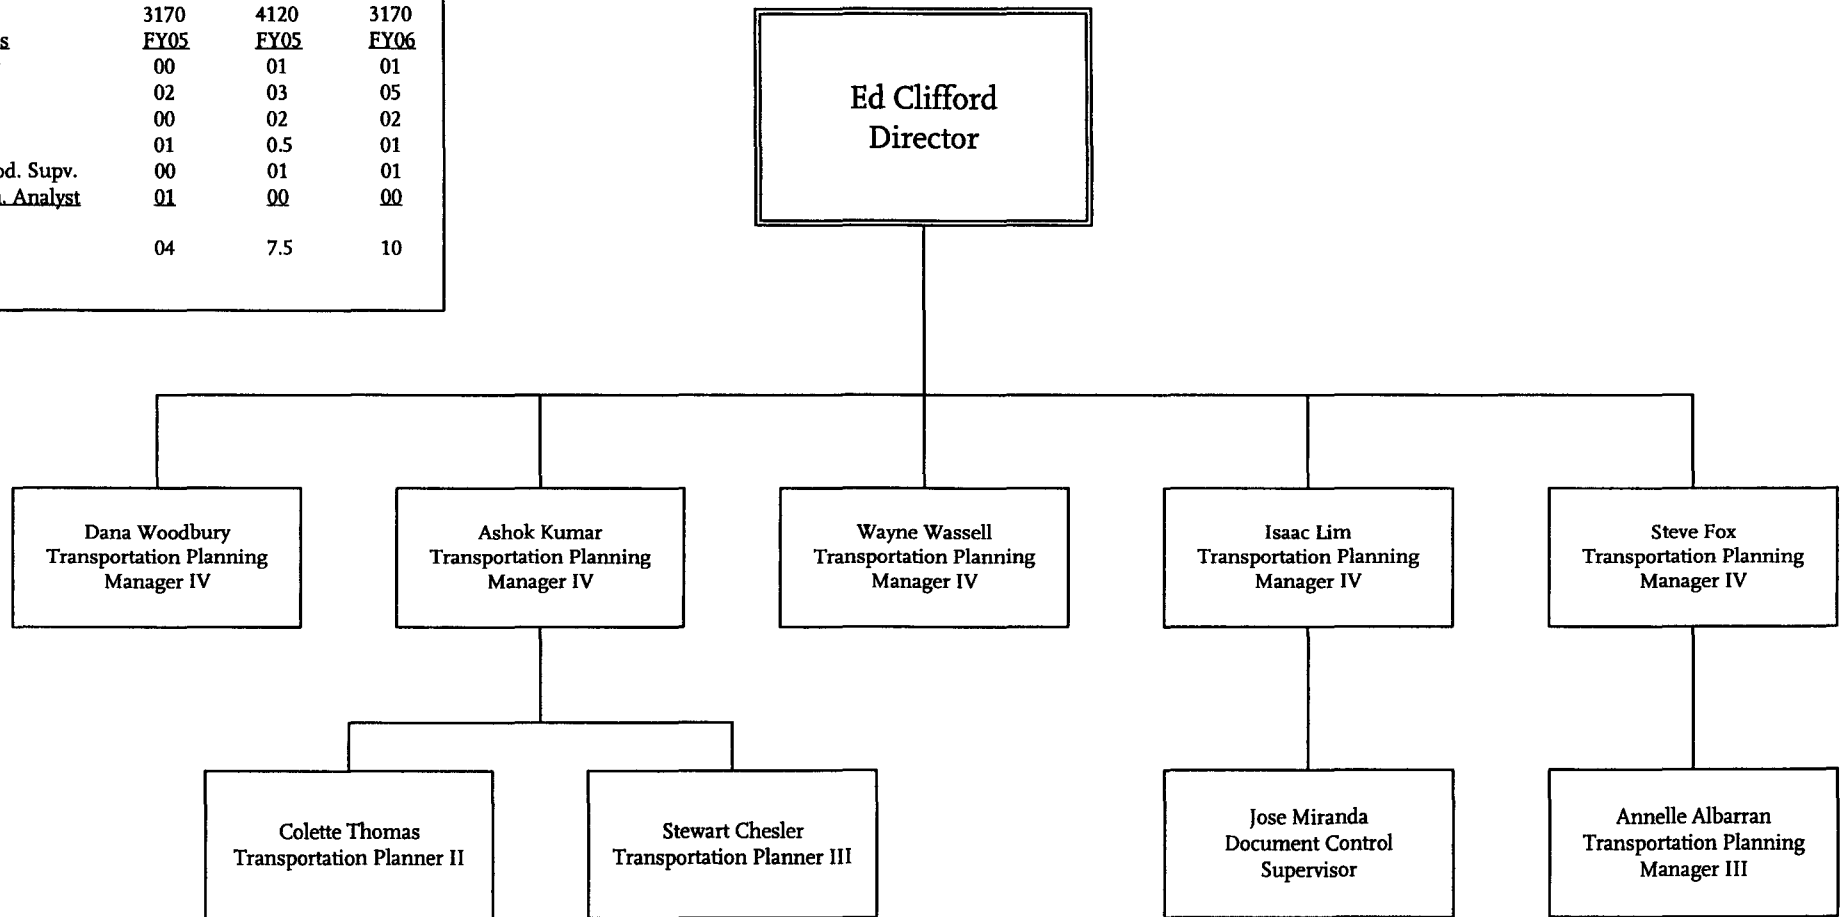 3170 4120 3170
s FY05 FY05 FY06
00 01 01
02 03 05
00 02 02
01 0.5 01
od. Supv. 00 01 01
. Analyst 01 00 00
04 7.5 10
Ed Clifford
Director
Dana Woodbury
Transportation Planning
Manager IV
Ashok Kumar
Transportation Planning
Manager IV
Wayne Wassell
Transportation Planning
Manager IV
Isaac Lim
Transportation Planning
Manager IV
Steve Fox
Transportation Planning
Manager IV
Colette Thomas
Transportation Planner II
Stewart Chesler
Transportation Planner III
Jose Miranda
Document Control
Supervisor
Annelle Albarran
Transportation Planning
Manager III